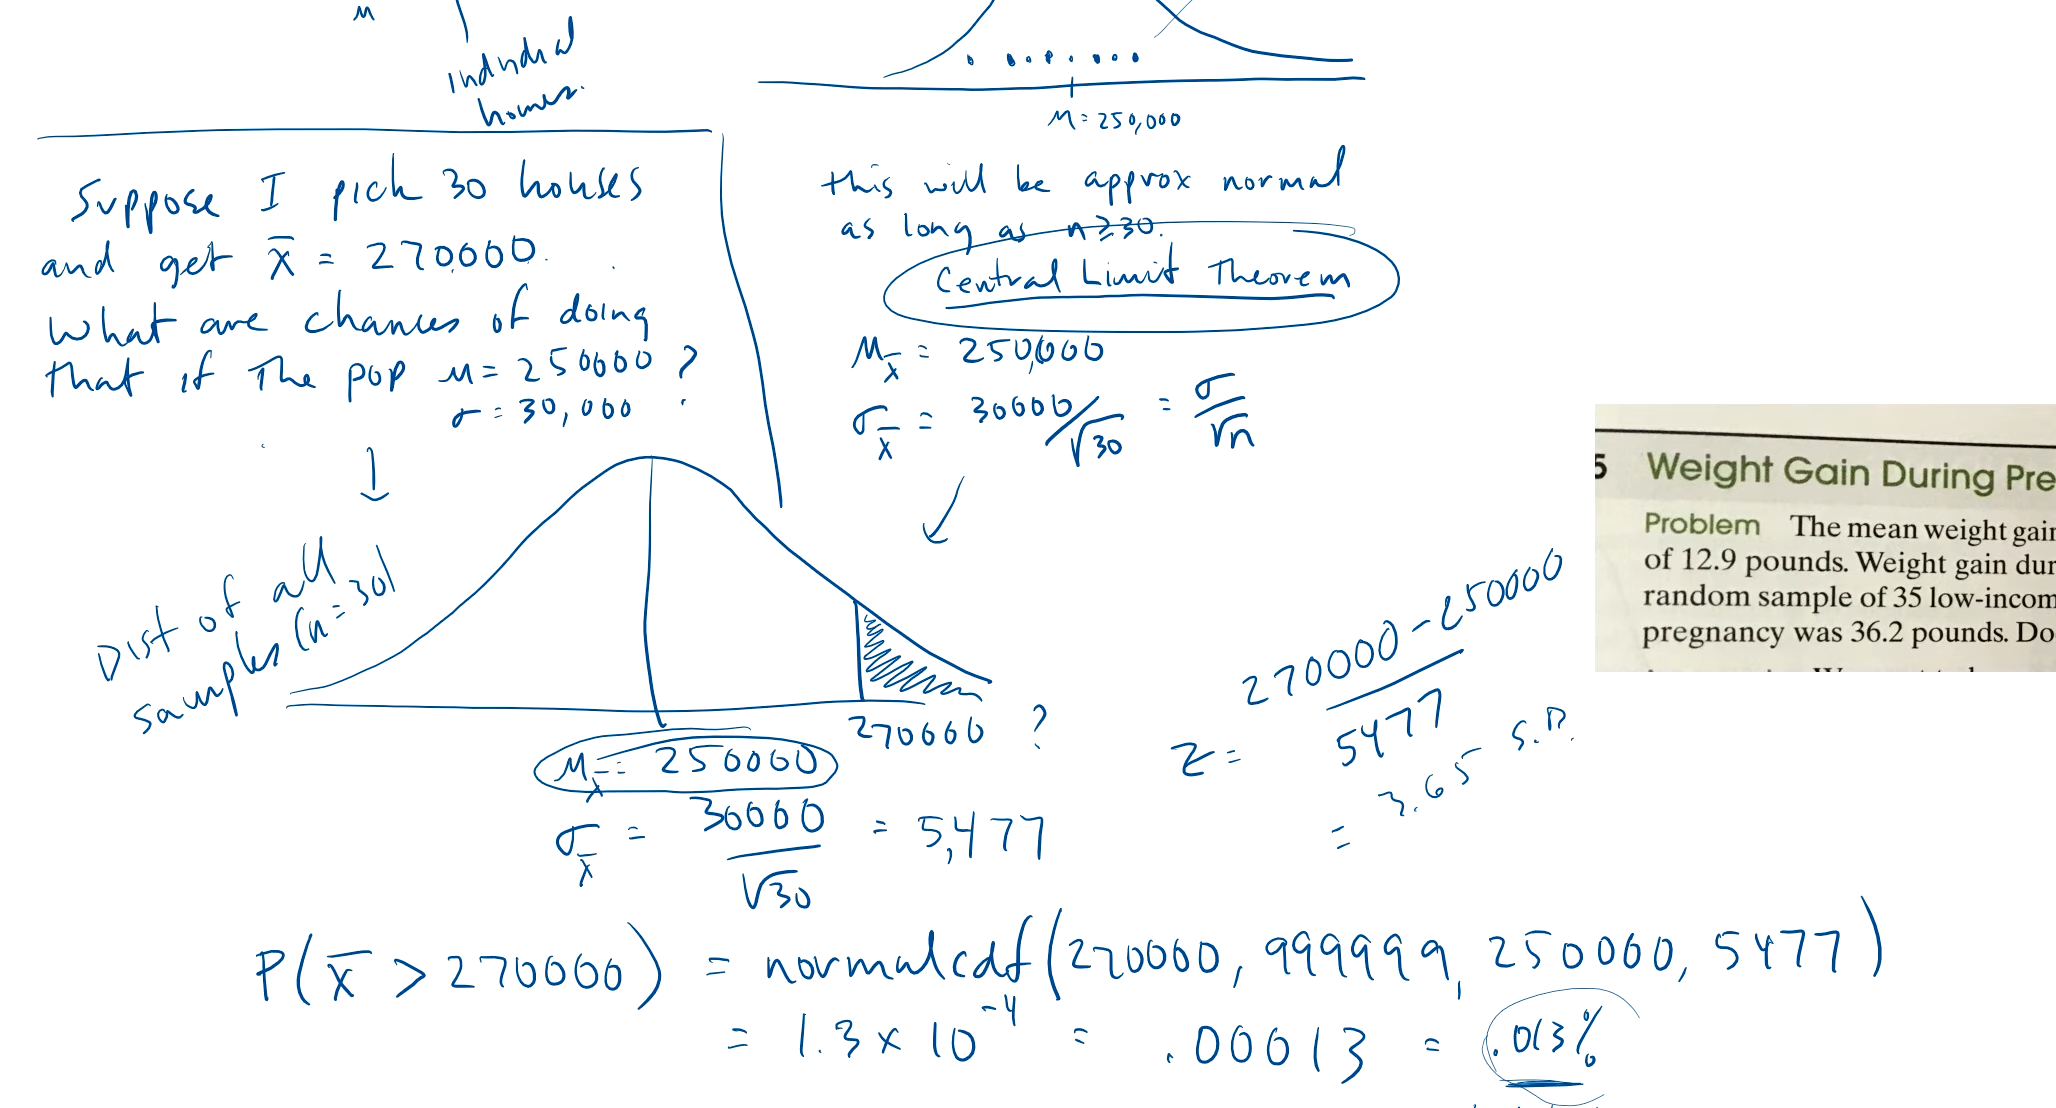 μ
individual
homes.
μ = 250,000
Suppose I pick 30 houses
and get x̄ = 270000.
What are chances of doing
that if the pop μ = 250000 ?
σ = 30,000
this will be approx normal
as long as n ≥ 30.
Central Limit Theorem
μx̄ = 250,000
σx̄ = 30000/√30 = σ/√n
Dist of all
samples (n=30)
270000 ?
μx̄ = 250000
σx̄ = 30000/√30 = 5,477
z = (270000 - 250000)/5477
= 3.65 S.D.
5 Weight Gain During Pre
Problem The mean weight gain
of 12.9 pounds. Weight gain dur
random sample of 35 low-incom
pregnancy was 36.2 pounds. Do
P(x̄ > 270000) = normalcdf(270000, 999999, 250000, 5477)
= 1.3 x 10⁻⁴ = .00013 = .013%